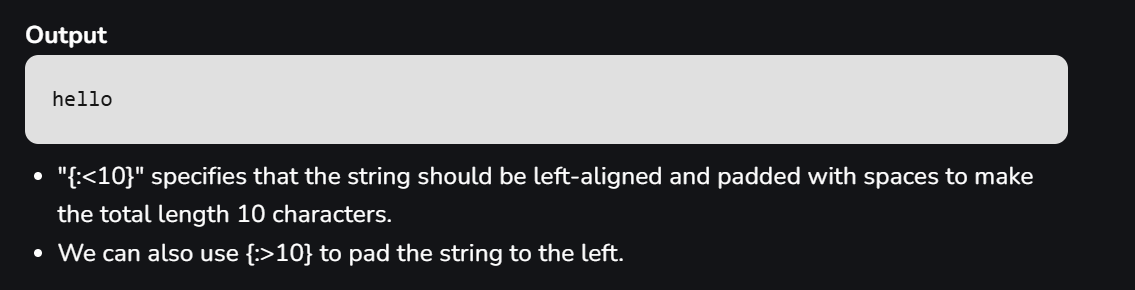 Output
hello
• "{:<10}" specifies that the string should be left-aligned and padded with spaces to make
the total length 10 characters.
• We can also use {:>10} to pad the string to the left.